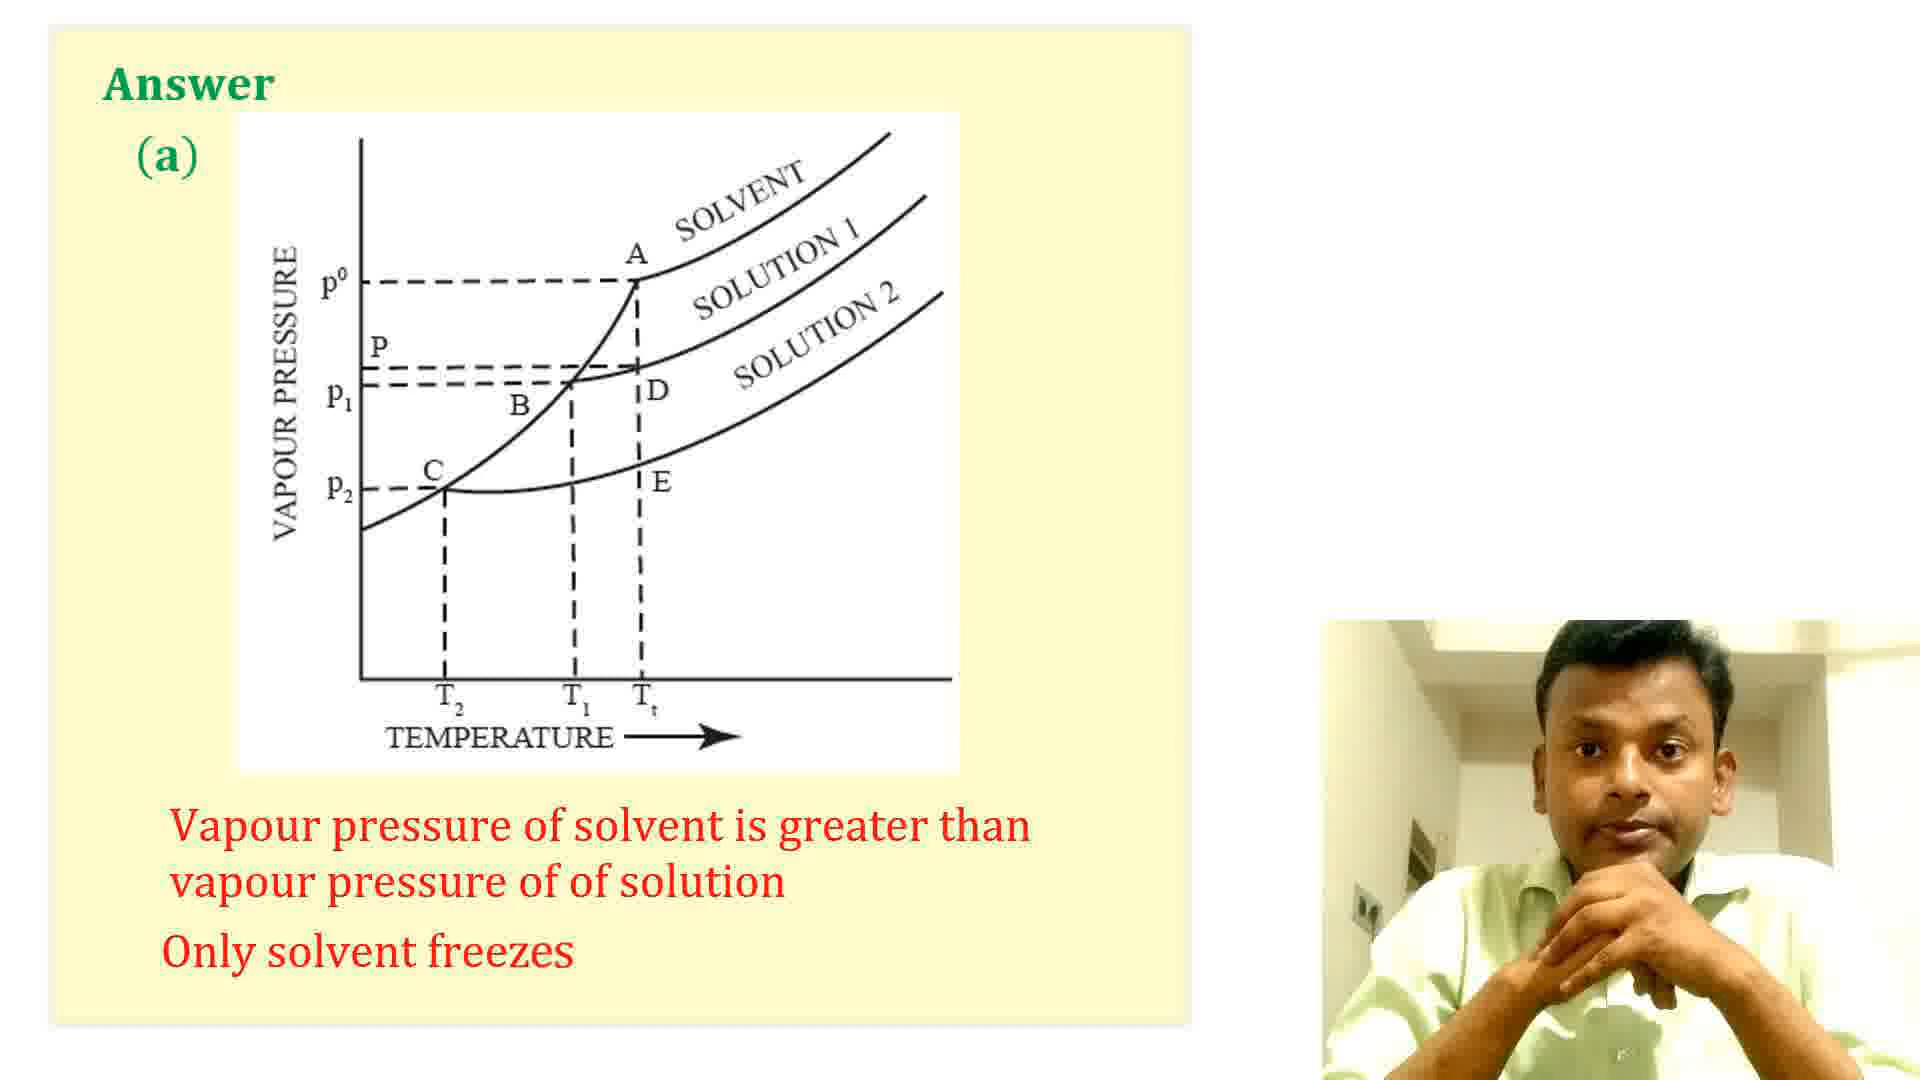 Answer
(a)
SOLVENT
SOLUTION 1
SOLUTION 2
VAPOUR PRESSURE
p⁰
P
p₁
p₂
A
B
D
C
E
T₂
T₁
Tₜ
TEMPERATURE
Vapour pressure of solvent is greater than
vapour pressure of of solution
Only solvent freezes